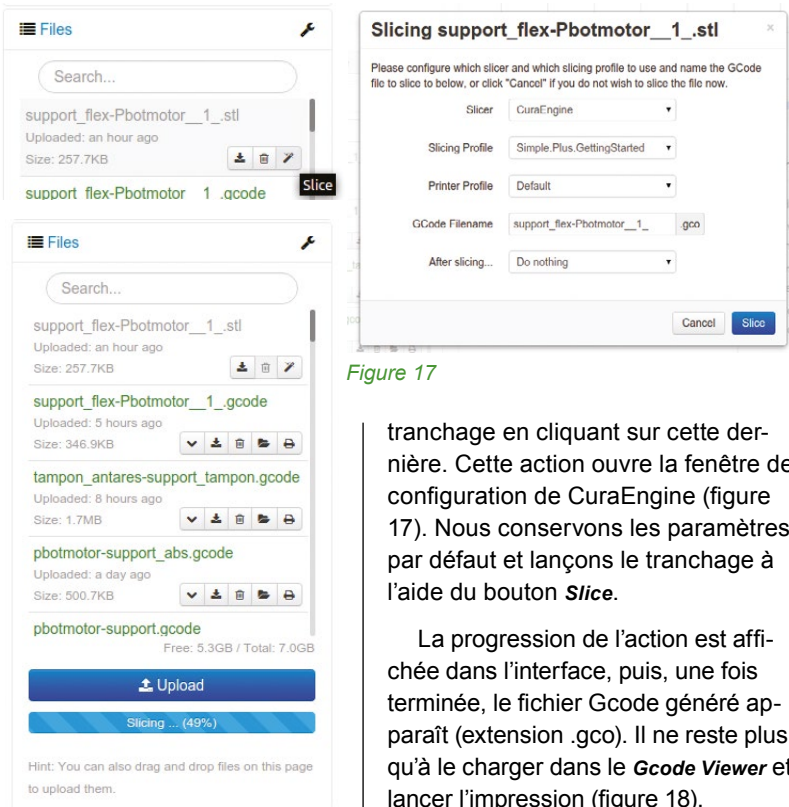 Files
Search...
support_flex-Pbotmotor__1_.stl
Uploaded: an hour ago
Size: 257.7KB
Slice
support_flex-Pbotmotor__1_.gcode
Files
Search...
support_flex-Pbotmotor__1_.stl
Uploaded: an hour ago
Size: 257.7KB
support_flex-Pbotmotor__1_.gcode
Uploaded: 5 hours ago
Size: 346.9KB
tampon_antares-support_tampon.gcode
Uploaded: 8 hours ago
Size: 1.7MB
pbotmotor-support_abs.gcode
Uploaded: a day ago
Size: 500.7KB
pbotmotor-support.gcode
Free: 5.3GB / Total: 7.0GB
Upload
Slicing ... (49%)
Hint: You can also drag and drop files on this page
to upload them.
Slicing support_flex-Pbotmotor__1_.stl ×
Please configure which slicer and which slicing profile to use and name the GCode
file to slice to below, or click "Cancel" if you do not wish to slice the file now.
Slicer CuraEngine
Slicing Profile Simple.Plus.GettingStarted
Printer Profile Default
GCode Filename support_flex-Pbotmotor__1_ .gco
After slicing... Do nothing
Cancel Slice
Figure 17
tranchage en cliquant sur cette der-
nière. Cette action ouvre la fenêtre de
configuration de CuraEngine (figure
17). Nous conservons les paramètres
par défaut et lançons le tranchage à
l'aide du bouton Slice.
La progression de l'action est affi-
chée dans l'interface, puis, une fois
terminée, le fichier Gcode généré ap-
paraît (extension .gco). Il ne reste plus
qu'à le charger dans le Gcode Viewer et
lancer l'impression (figure 18).